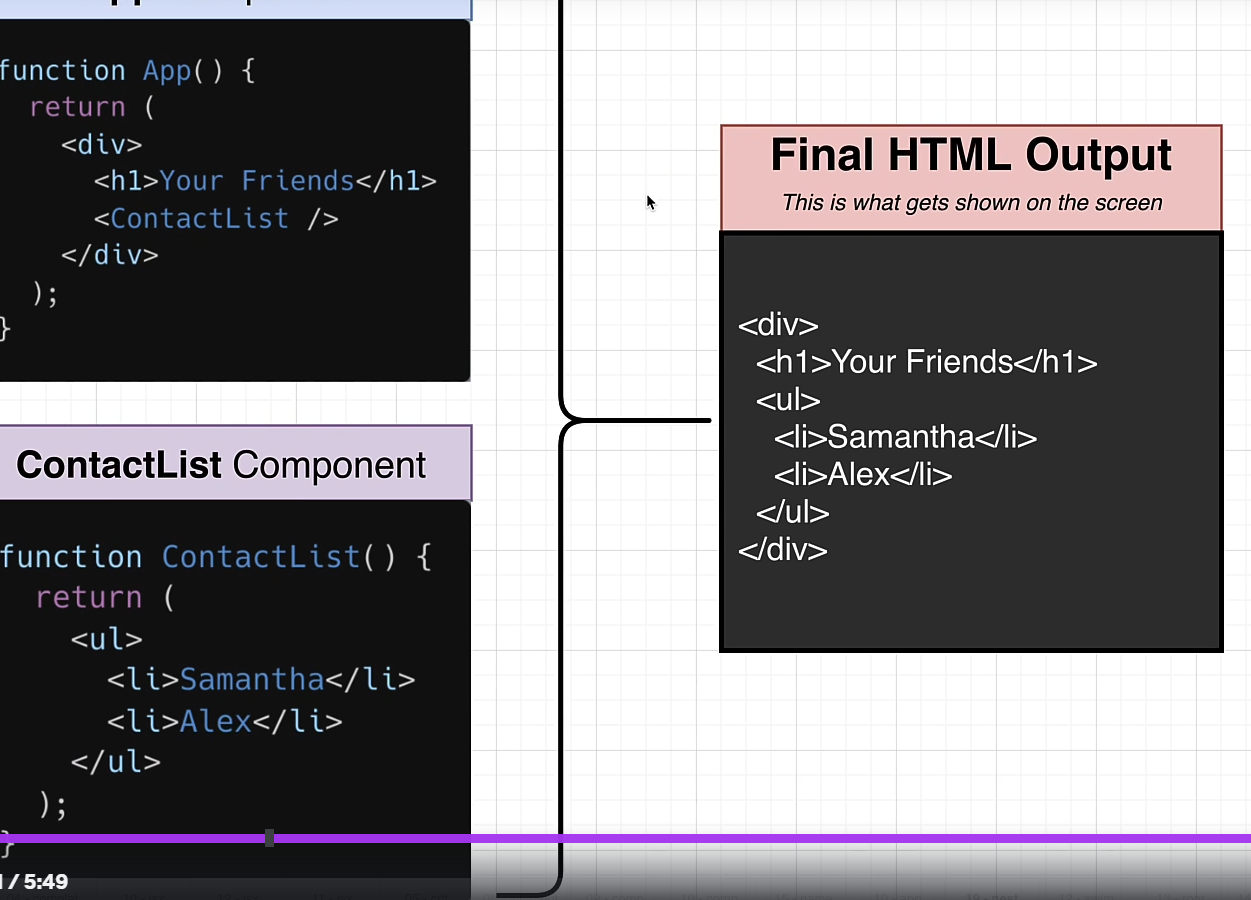 function App() {
return (
<div>
<h1>Your Friends</h1>
<ContactList />
</div>
);
}
ContactList Component
function ContactList() {
return (
<ul>
<li>Samantha</li>
<li>Alex</li>
</ul>
);
}
/ 5:49
Final HTML Output
This is what gets shown on the screen
<div>
<h1>Your Friends</h1>
<ul>
<li>Samantha</li>
<li>Alex</li>
</ul>
</div>